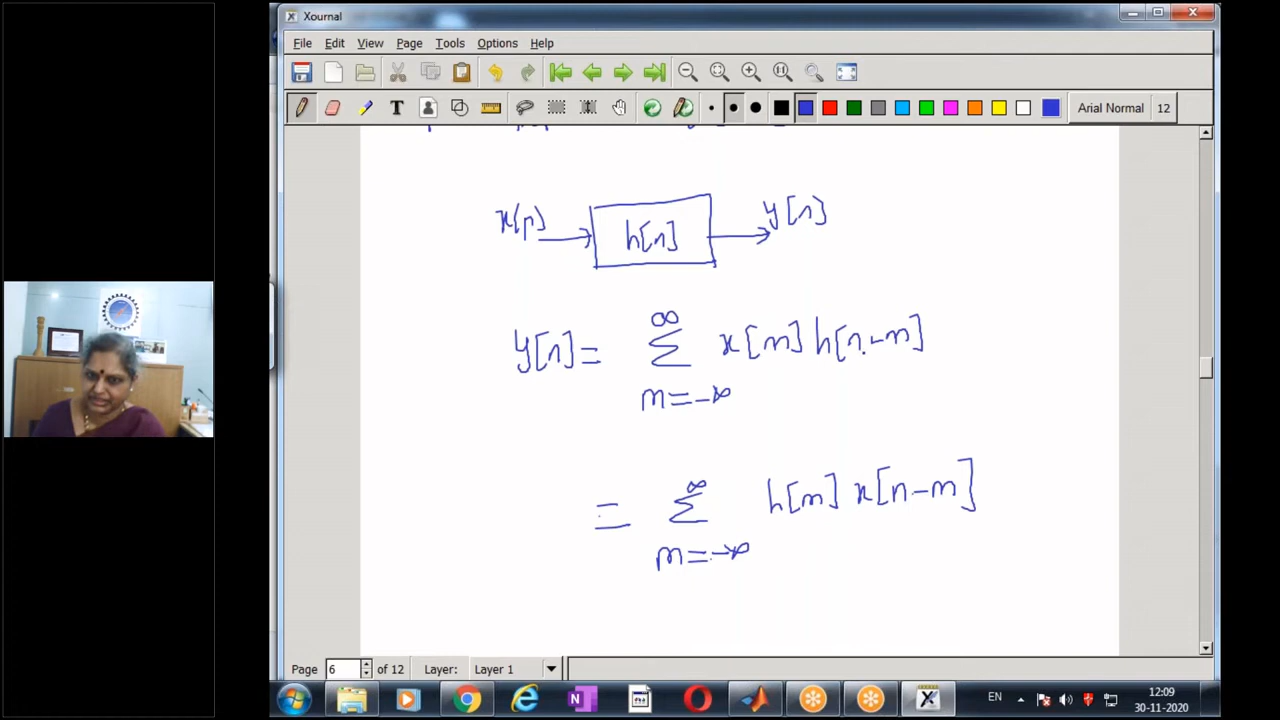 Xournal
File Edit View Page Tools Options Help
Arial Normal 12
x[n] h[n] y[n]
y[n] = ∑ x[m] h[n-m]
∞
m = -∞
= ∑ h[m] x[n-m]
∞
m = -∞
Page 6 of 12 Layer: Layer 1
EN 12:09
30-11-2020